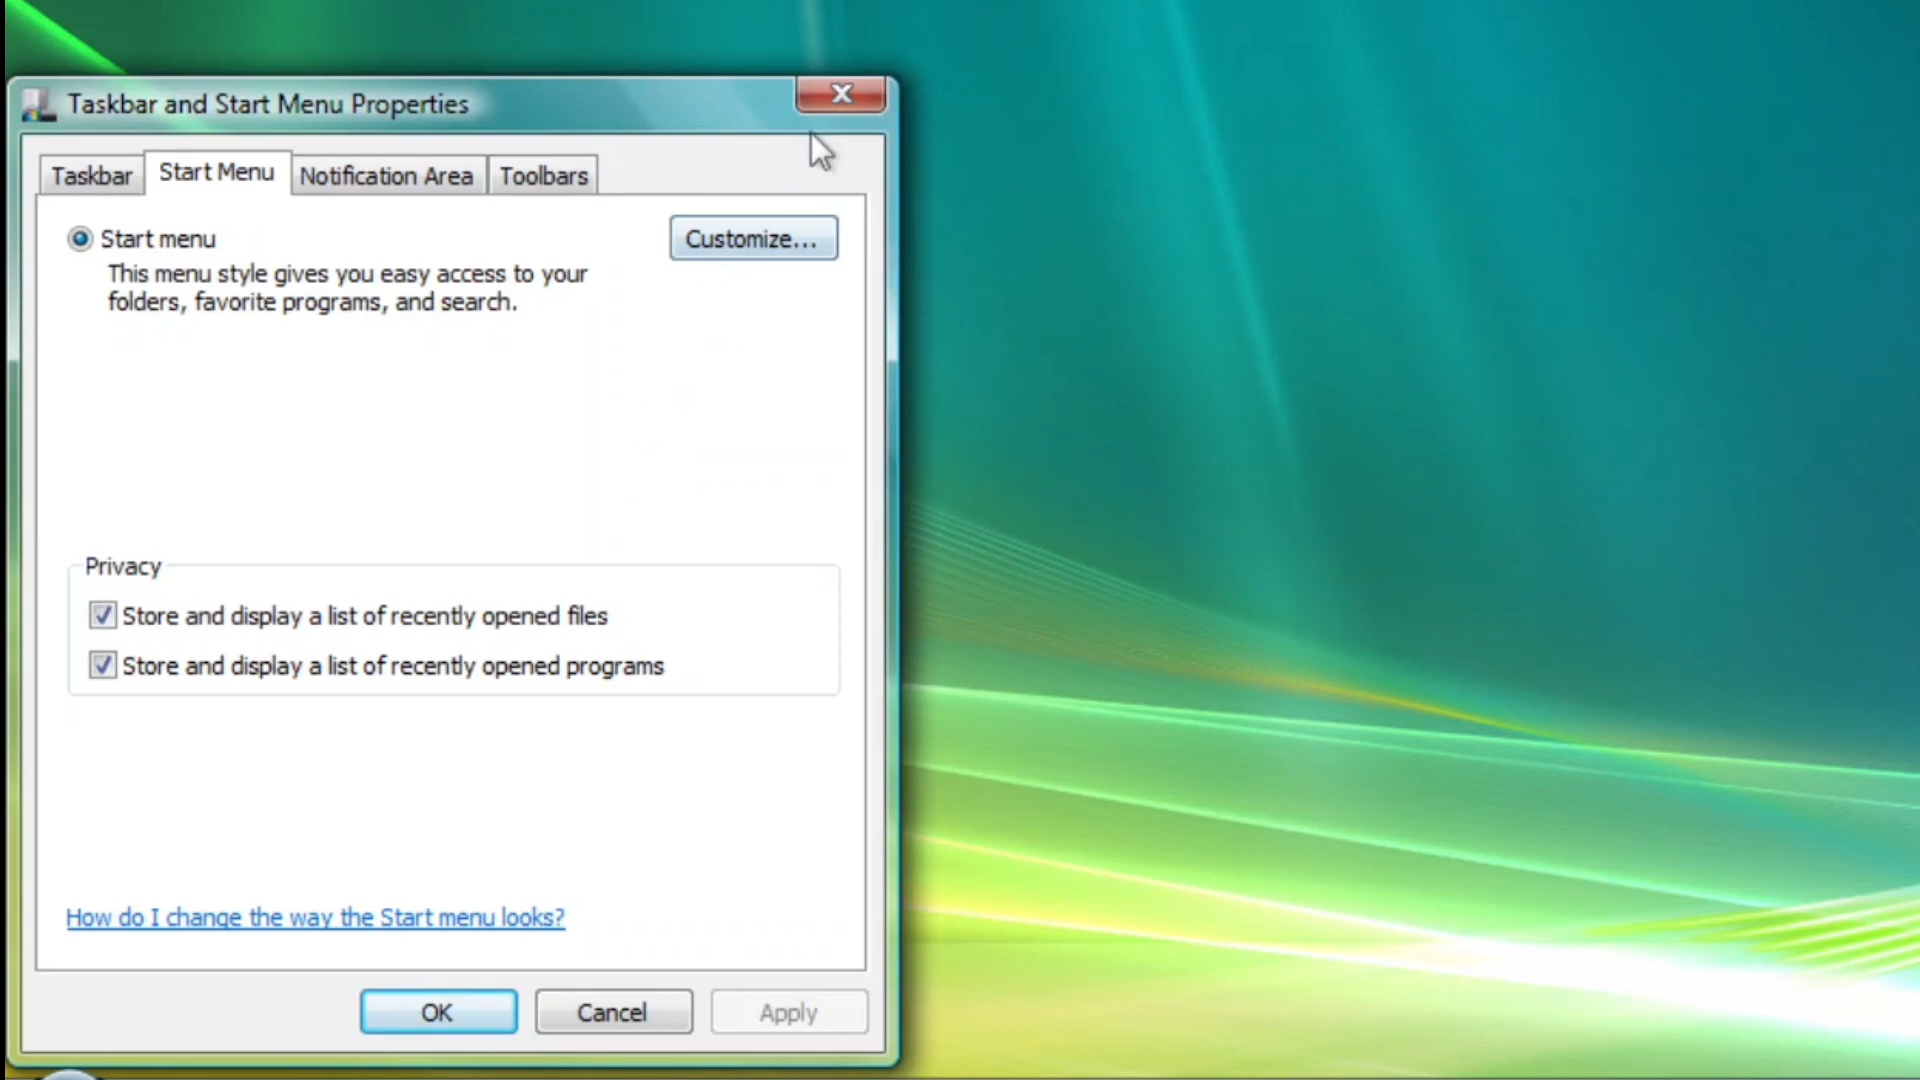 Taskbar and Start Menu Properties
Taskbar
Start Menu
Notification Area
Toolbars
Start menu
Customize...
This menu style gives you easy access to your
folders, favorite programs, and search.
Privacy
Store and display a list of recently opened files
Store and display a list of recently opened programs
How do I change the way the Start menu looks?
OK
Cancel
Apply